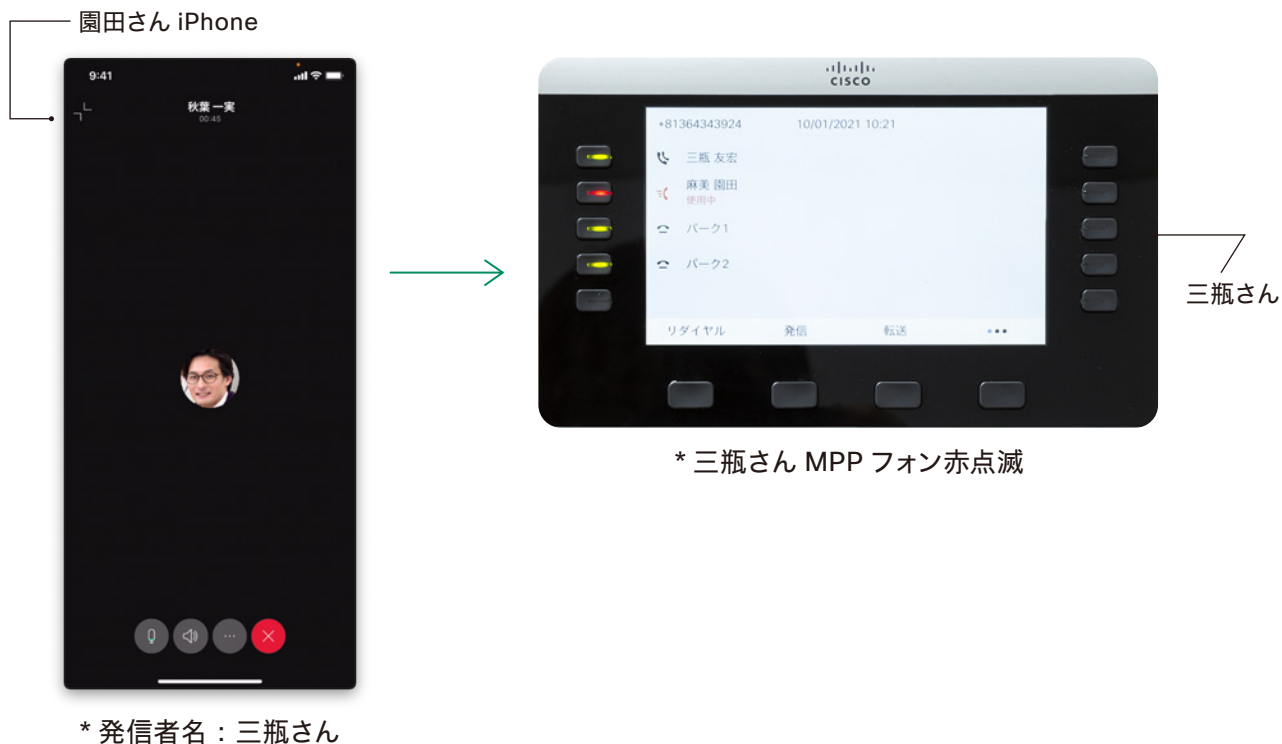 園田さん iPhone
9:41
秋葉 一実
00:45
* 発信者名：三瓶さん
CISCO
+81364343924 10/01/2021 10:21
三瓶 友宏
麻美 園田
使用中
パーク1
パーク2
リダイヤル 発信 転送
三瓶さん
* 三瓶さん MPP フォン赤点滅